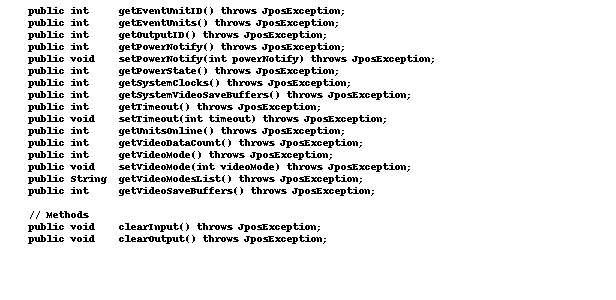 public int     getEventUnitID() throws JposException;
public int     getEventUnits() throws JposException;
public int     getOutputID() throws JposException;
public int     getPowerNotify() throws JposException;
public void    setPowerNotify(int powerNotify) throws JposException;
public int     getPowerState() throws JposException;
public int     getSystemClocks() throws JposException;
public int     getSystemVideoSaveBuffers() throws JposException;
public int     getTimeout() throws JposException;
public void    setTimeout(int timeout) throws JposException;
public int     getUnitsOnline() throws JposException;
public int     getVideoDataCount() throws JposException;
public int     getVideoMode() throws JposException;
public void    setVideoMode(int videoMode) throws JposException;
public String  getVideoModesList() throws JposException;
public int     getVideoSaveBuffers() throws JposException;
// Methods
public void    clearInput() throws JposException;
public void    clearOutput() throws JposException;